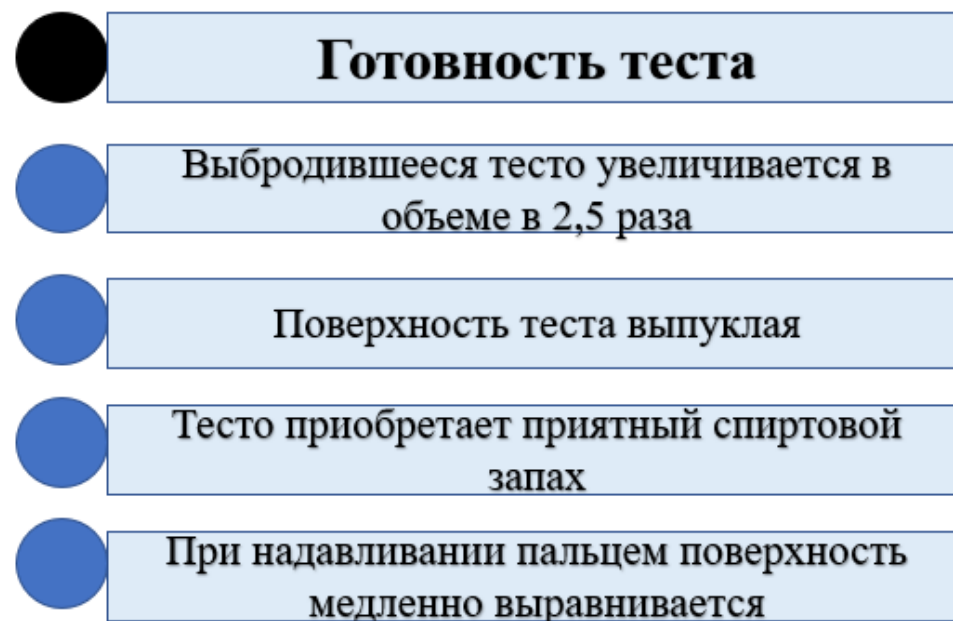 Готовность теста
Выбродившееся тесто увеличивается в
объеме в 2,5 раза
Поверхность теста выпуклая
Тесто приобретает приятный спиртовой
запах
При надавливании пальцем поверхность
медленно выравнивается